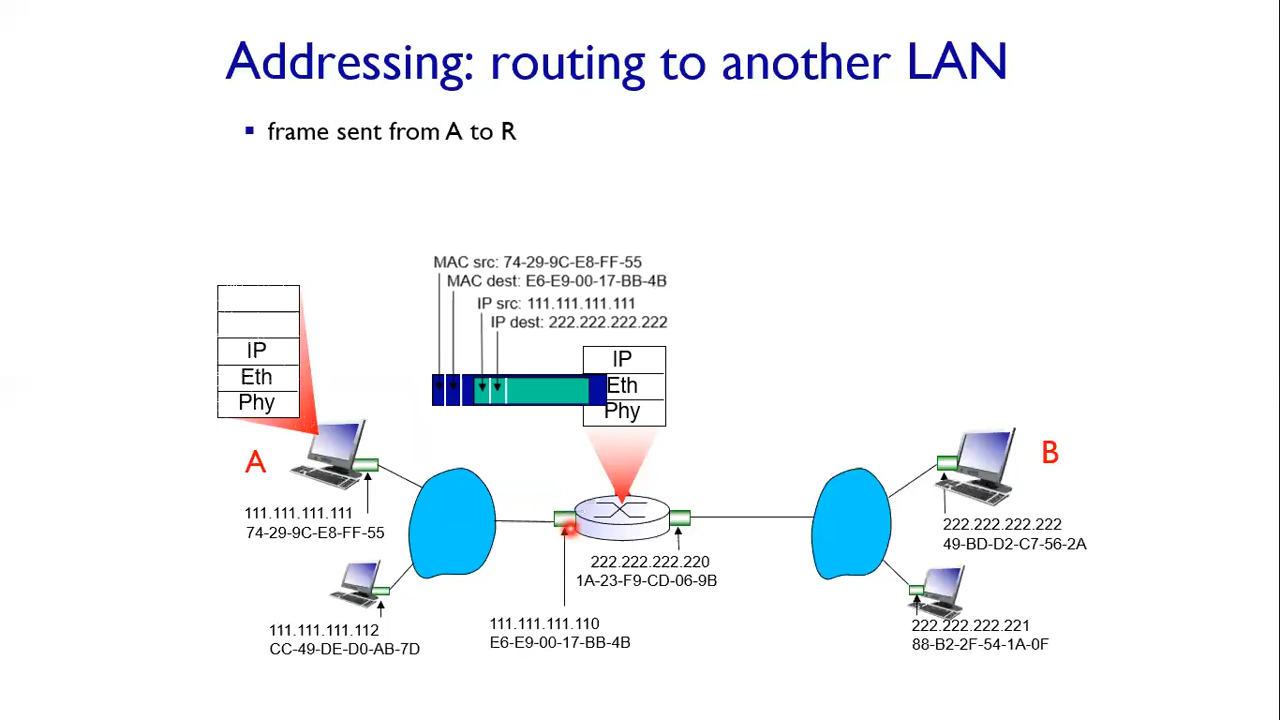 Addressing: routing to another LAN
▪ frame sent from A to R
MAC src: 74-29-9C-E8-FF-55
MAC dest: E6-E9-00-17-BB-4B
IP src: 111.111.111.111
IP dest: 222.222.222.222
IP
Eth
Phy
IP
Eth
Phy
A
B
111.111.111.111
74-29-9C-E8-FF-55
222.222.222.222
49-BD-D2-C7-56-2A
222.222.222.220
1A-23-F9-CD-06-9B
111.111.111.112
CC-49-DE-D0-AB-7D
111.111.111.110
E6-E9-00-17-BB-4B
222.222.222.221
88-B2-2F-54-1A-0F